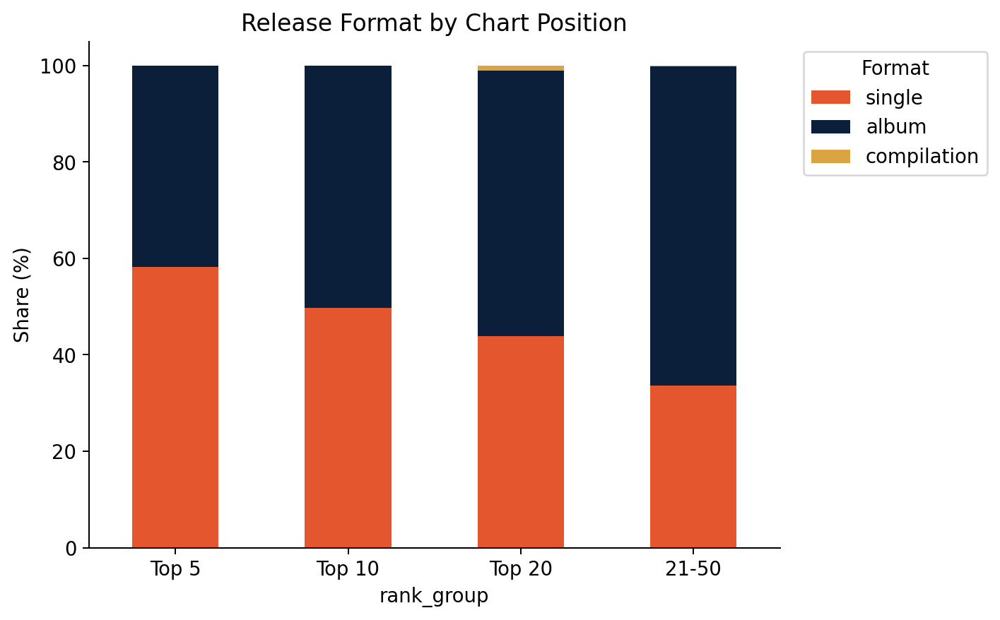 Release Format by Chart Position
Share (%)
100
80
60
40
20
0
Top 5
Top 10
Top 20
21-50
rank_group
Format
single
album
compilation